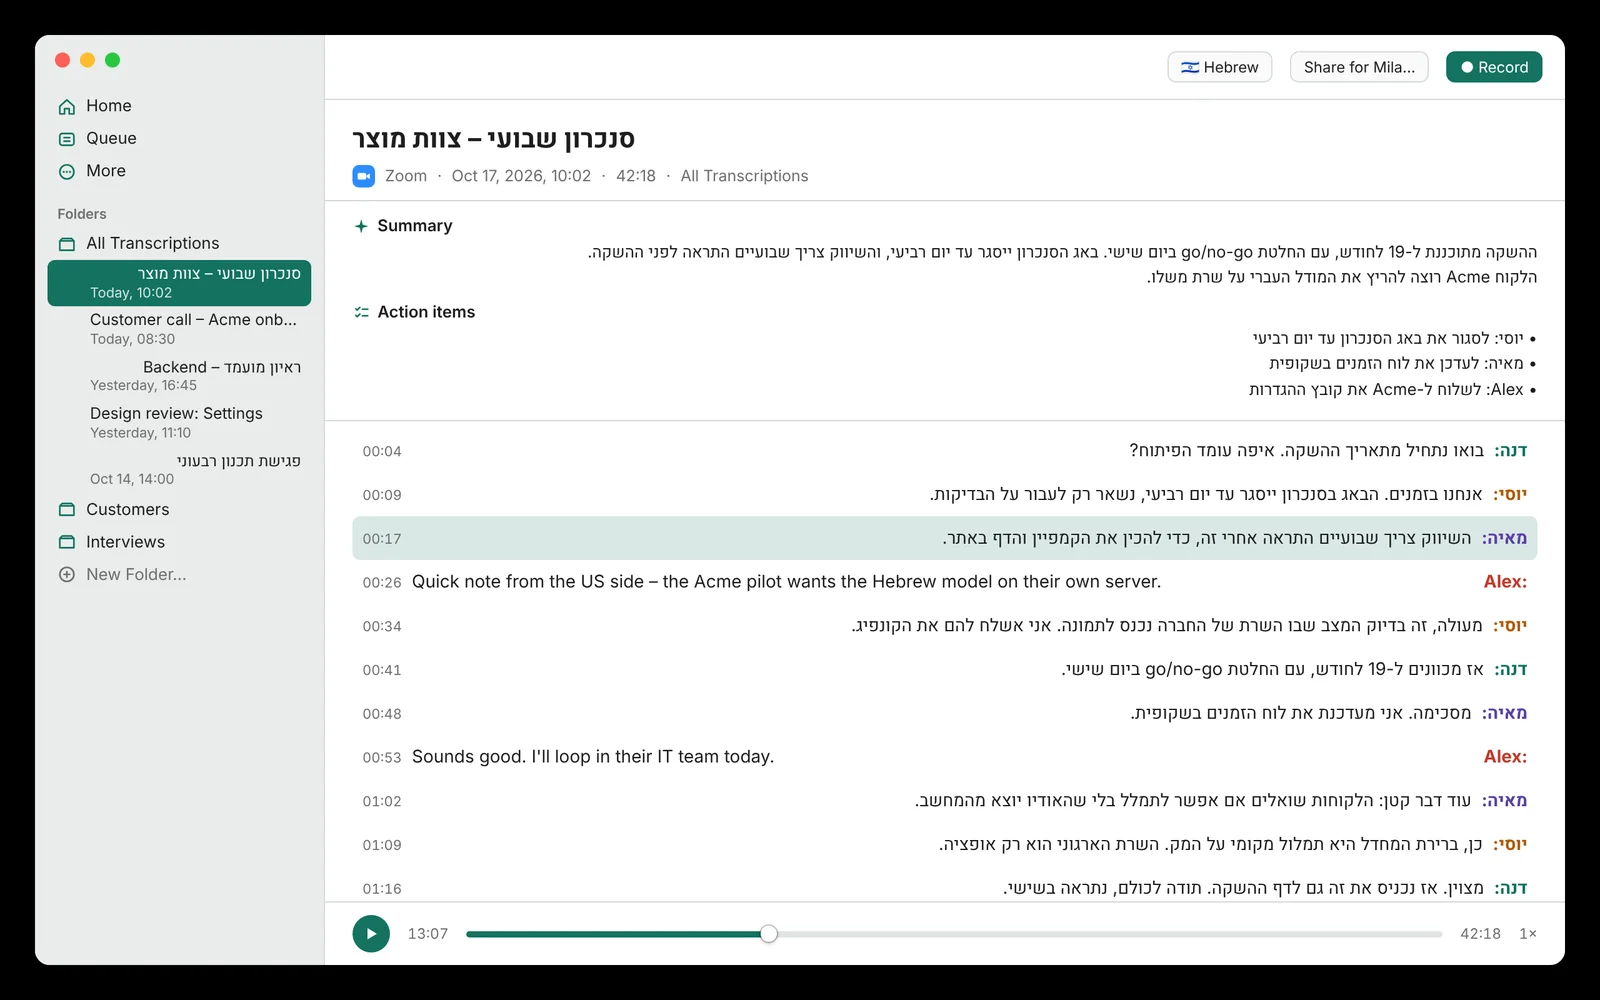 Home
Queue
More
Folders
All Transcriptions
סנכרון שבועי – צוות מוצר
Today, 10:02
Customer call – Acme onb...
Today, 08:30
ראיון מועמד – Backend
Yesterday, 16:45
Design review: Settings
Yesterday, 11:10
פגישת תכנון רבעוני
Oct 14, 14:00
Customers
Interviews
New Folder...
Hebrew
Share for Mila...
Record
סנכרון שבועי – צוות מוצר
Zoom · Oct 17, 2026, 10:02 · 42:18 · All Transcriptions
Summary
ההשקה מתוכננת ל-19 לחודש, עם החלטת go/no-go ביום שישי. באג הסנכרון ייסגר עד יום רביעי, והשיווק צריך שבועיים התראה לפני ההשקה.
הלקוח Acme רוצה להריץ את המודל העברי על שרת משלו.
Action items
• יוסי: לסגור את באג הסנכרון עד יום רביעי
• מאיה: לעדכן את לוח הזמנים בשקופית
• Alex: לשלוח ל-Acme את קובץ ההגדרות
דנה: בואו נתחיל מתאריך ההשקה. איפה עומד הפיתוח? 00:04
יוסי: אנחנו בזמנים. הבאג בסנכרון ייסגר עד יום רביעי, נשאר רק לעבור על הבדיקות. 00:09
מאיה: השיווק צריך שבועיים התראה אחרי זה, כדי להכין את הקמפיין והדף באתר. 00:17
00:26 Quick note from the US side – the Acme pilot wants the Hebrew model on their own server. Alex:
יוסי: מעולה, זה בדיוק המצב שבו השרת של החברה נכנס לתמונה. אני אשלח להם את הקונפיג. 00:34
דנה: אז מכוונים ל-19 לחודש, עם החלטת go/no-go ביום שישי. 00:41
מאיה: מסכימה. אני מעדכנת את לוח הזמנים בשקופית. 00:48
00:53 Sounds good. I'll loop in their IT team today. Alex:
מאיה: עוד דבר קטן: הלקוחות שואלים אם אפשר לתמלל בלי שהאודיו יוצא מהמחשב. 01:02
יוסי: כן, ברירת המחדל היא תמלול מקומי על המק. השרת הארגוני הוא רק אופציה. 01:09
דנה: מצוין. אז נכניס את זה גם לדף ההשקה. תודה לכולם, נתראה בשישי. 01:16
13:07
42:18 1×